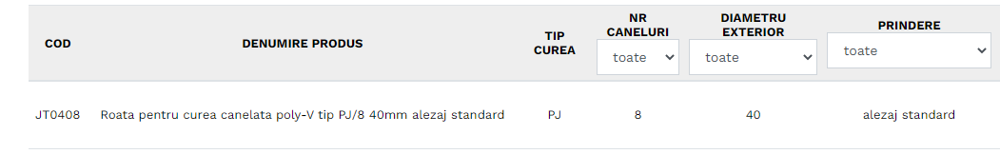 COD
DENUMIRE PRODUS
TIP
CUREA
NR
CANELURI
toate
DIAMETRU
EXTERIOR
toate
PRINDERE
toate
JT0408 Roata pentru curea canelata poly-V tip PJ/8 40mm alezaj standard PJ 8 40 alezaj standard